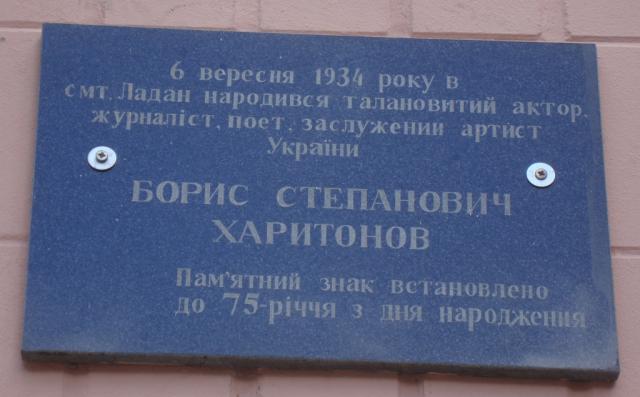 6 вересня 1934 року в
смт. Ладан народився талановитий актор,
журналіст, поет, заслужении артист
України
БОРИС СТЕПАНОВИЧ
ХАРИТОНОВ
Пам'ятний знак встановлено
до 75-річчя з дня народження